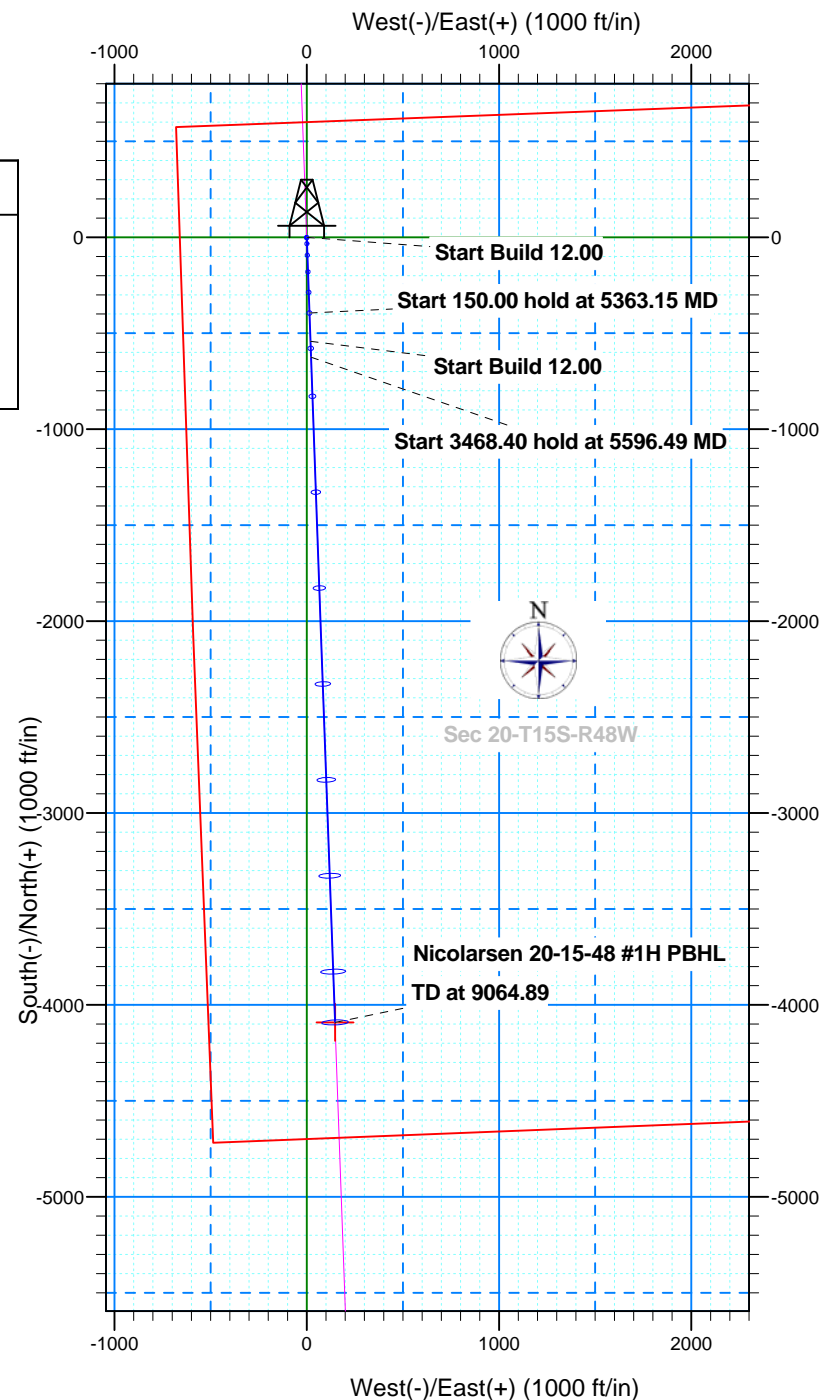 West(-)/East(+) (1000 ft/in)
-1000 0 1000 2000
0 0
Start Build 12.00
Start 150.00 hold at 5363.15 MD
Start Build 12.00
-1000 -1000
Start 3468.40 hold at 5596.49 MD
N
-2000 -2000
Sec 20-T15S-R48W
South(-)/North(+) (1000 ft/in)
-3000 -3000
Nicolarsen 20-15-48 #1H PBHL
TD at 9064.89
-4000 -4000
-5000 -5000
-1000 0 1000 2000
West(-)/East(+) (1000 ft/in)